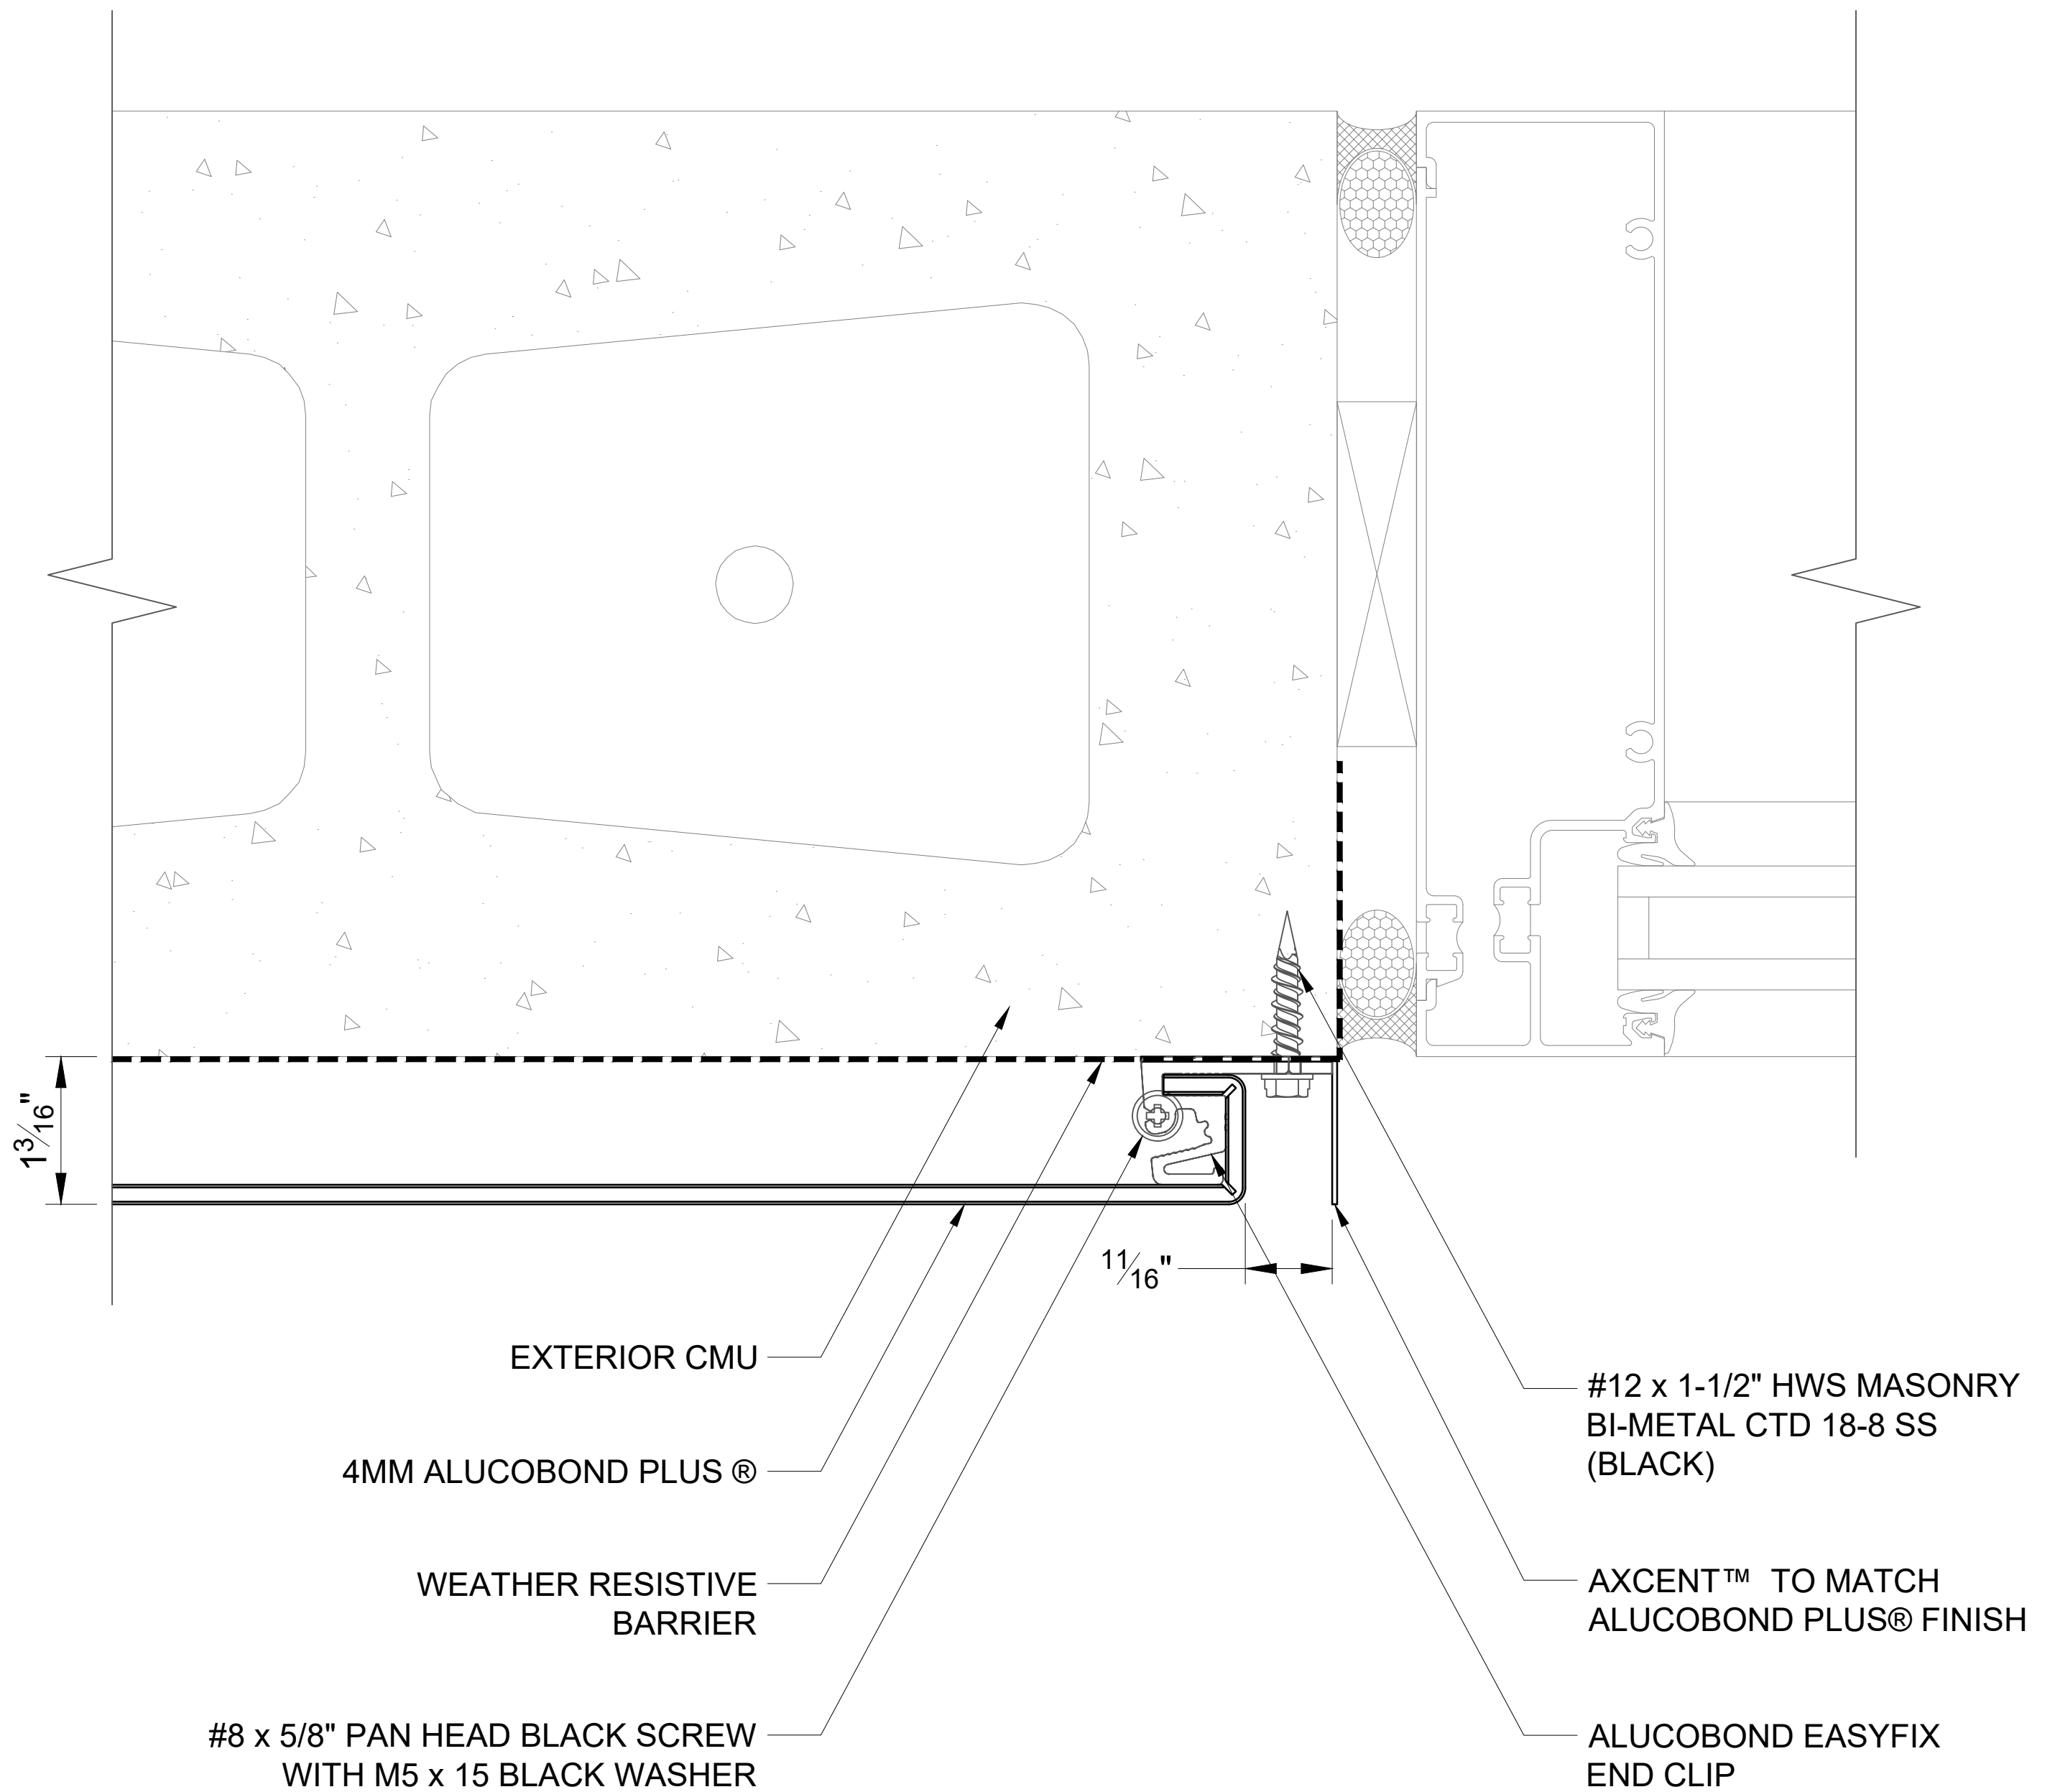 1 3/16"
11/16"
EXTERIOR CMU
4MM ALUCOBOND PLUS ®
WEATHER RESISTIVE
BARRIER
#8 x 5/8" PAN HEAD BLACK SCREW
WITH M5 x 15 BLACK WASHER
#12 x 1-1/2" HWS MASONRY
BI-METAL CTD 18-8 SS
(BLACK)
AXCENT™ TO MATCH
ALUCOBOND PLUS® FINISH
ALUCOBOND EASYFIX
END CLIP